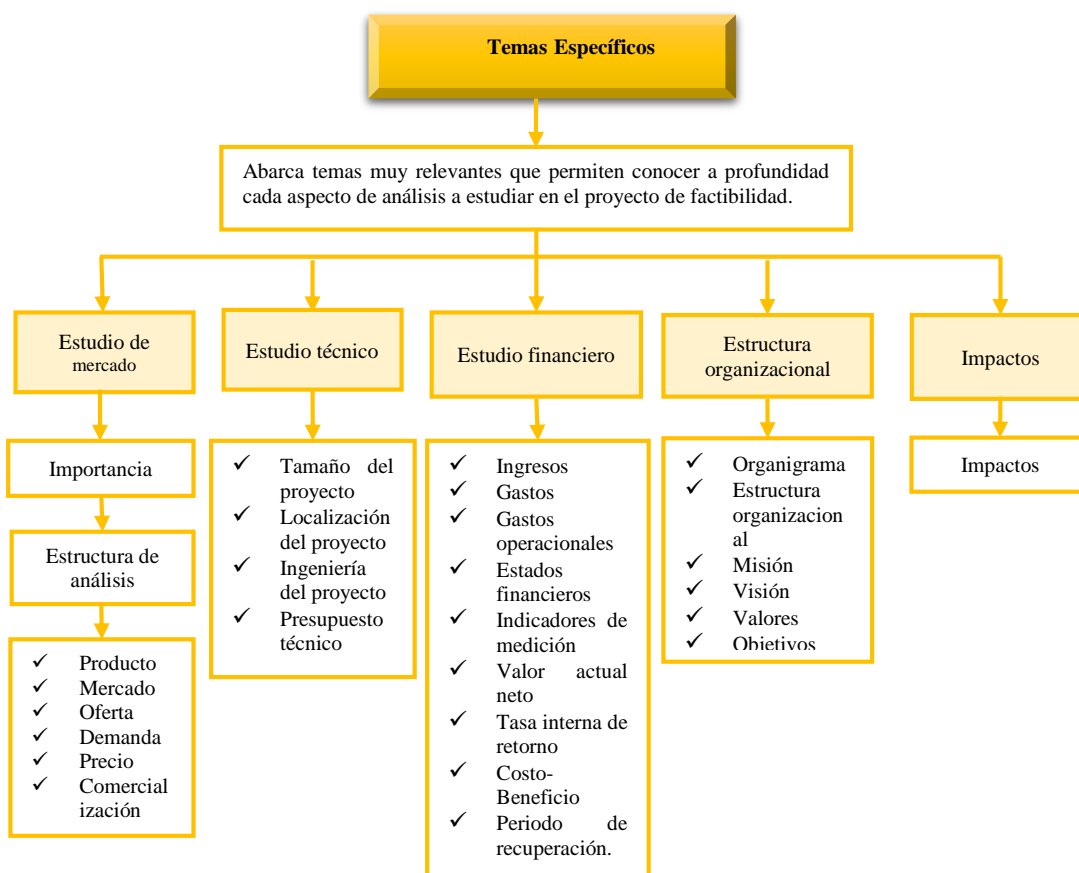 Temas Específicos
Abarca temas muy relevantes que permiten conocer a profundidad
cada aspecto de análisis a estudiar en el proyecto de factibilidad.
Estudio de
mercado
Importancia
Estructura de
análisis
✓ Producto
✓ Mercado
✓ Oferta
✓ Demanda
✓ Precio
✓ Comercial
ización
Estudio técnico
✓ Tamaño del
proyecto
✓ Localización
del proyecto
✓ Ingeniería
del proyecto
✓ Presupuesto
técnico
Estudio financiero
✓ Ingresos
✓ Gastos
✓ Gastos
operacionales
✓ Estados
financieros
✓ Indicadores de
medición
✓ Valor actual
neto
✓ Tasa interna de
retorno
✓ Costo-
Beneficio
✓ Periodo de
recuperación.
Estructura
organizacional
✓ Organigrama
✓ Estructura
organizacion
al
✓ Misión
✓ Visión
✓ Valores
✓ Objetivos
Impactos
Impactos